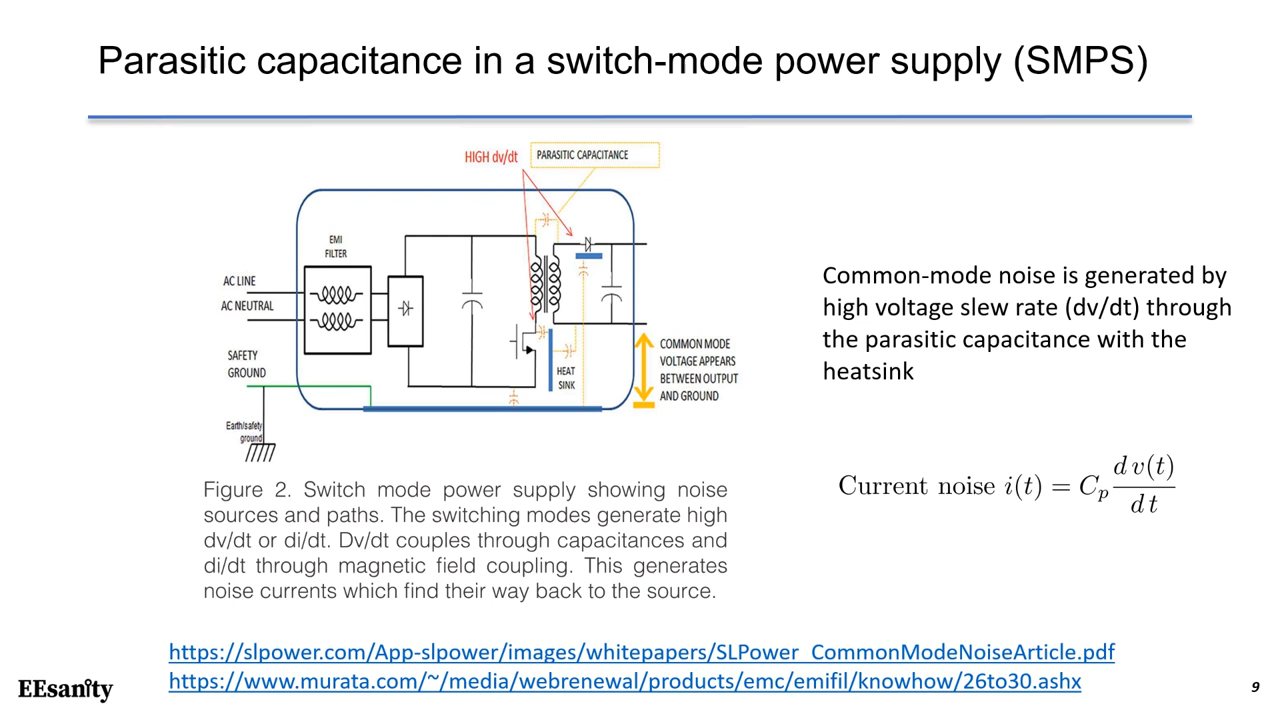 Parasitic capacitance in a switch-mode power supply (SMPS)
HIGH dv/dt
PARASITIC CAPACITANCE
EMI
FILTER
AC LINE
AC NEUTRAL
SAFETY
GROUND
Earth/safety
ground
HEAT
SINK
COMMON MODE
VOLTAGE APPEARS
BETWEEN OUTPUT
AND GROUND
Figure 2. Switch mode power supply showing noise
sources and paths. The switching modes generate high
dv/dt or di/dt. Dv/dt couples through capacitances and
di/dt through magnetic field coupling. This generates
noise currents which find their way back to the source.
Common-mode noise is generated by
high voltage slew rate (dv/dt) through
the parasitic capacitance with the
heatsink
Current noise i(t) = C_p d v(t) / d t
https://slpower.com/App-slpower/images/whitepapers/SLPower_CommonModeNoiseArticle.pdf
https://www.murata.com/~/media/webrenewal/products/emc/emifil/knowhow/26to30.ashx
EEsanity
9